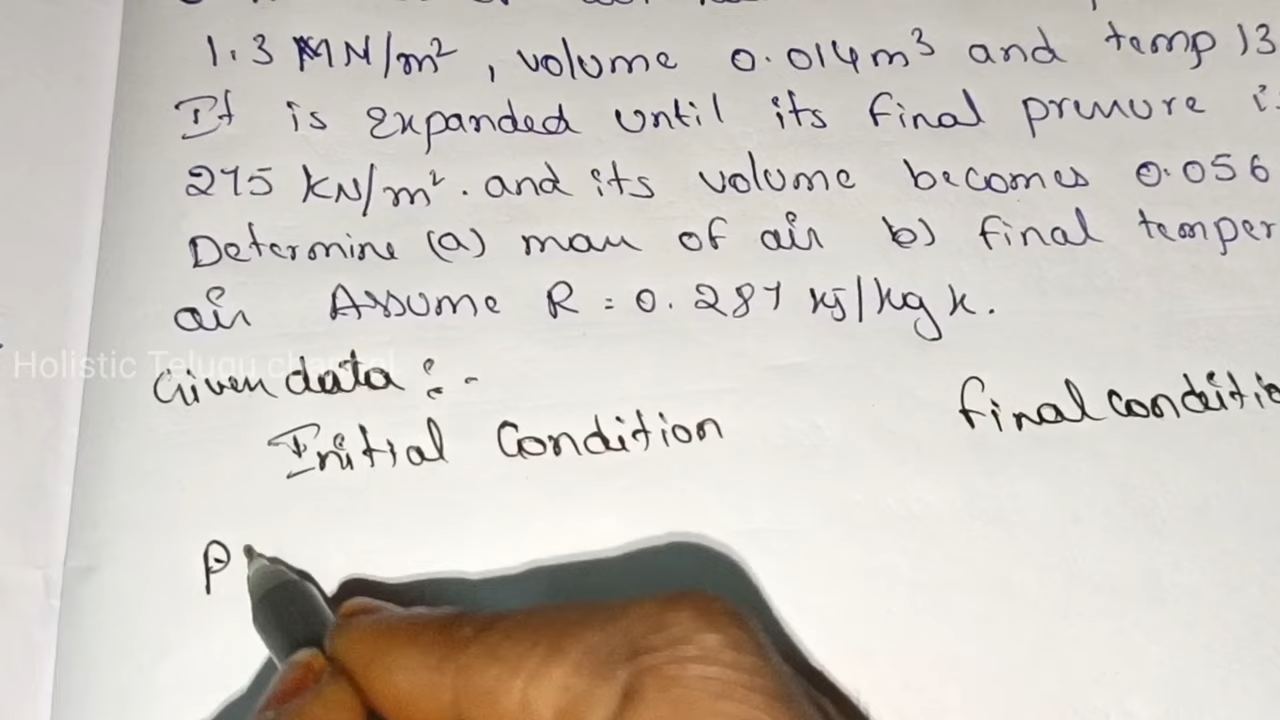 1.3 MN/m², volume 0.014m³ and temp 13
It is expanded until its final pressure i
275 kN/m². and its volume becomes 0.056
Determine (a) mass of air b) final temper
air Assume R = 0.287 kJ/kg k.
Holistic Telugu channel
Given data :-
Initial Condition
final conditio
P